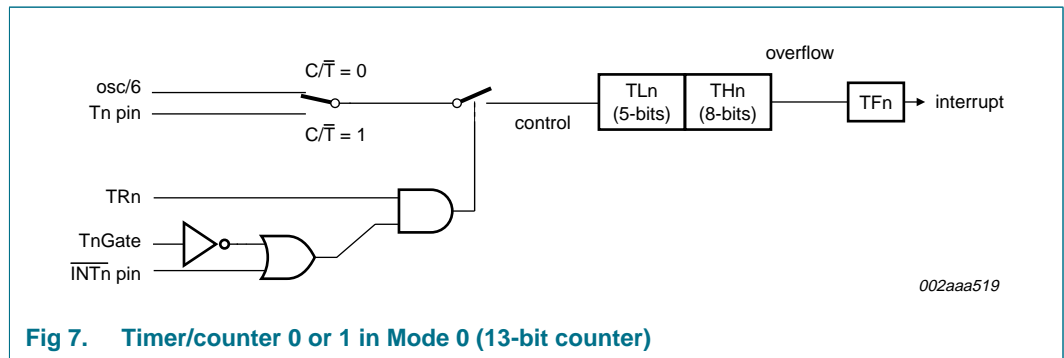 overflow
C/T̅ = 0
osc/6
Tn pin
C/T̅ = 1
control
TLn
(5-bits)
THn
(8-bits)
TFn
interrupt
TRn
TnGate
I̅N̅T̅n̅ pin
002aaa519
Fig 7. Timer/counter 0 or 1 in Mode 0 (13-bit counter)